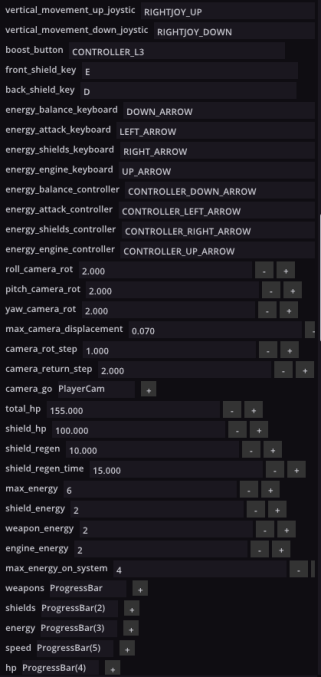 vertical_movement_up_joystic RIGHTJOY_UP
vertical_movement_down_joystic RIGHTJOY_DOWN
boost_button CONTROLLER_L3
front_shield_key E
back_shield_key D
energy_balance_keyboard DOWN_ARROW
energy_attack_keyboard LEFT_ARROW
energy_shields_keyboard RIGHT_ARROW
energy_engine_keyboard UP_ARROW
energy_balance_controller CONTROLLER_DOWN_ARROW
energy_attack_controller CONTROLLER_LEFT_ARROW
energy_shields_controller CONTROLLER_RIGHT_ARROW
energy_engine_controller CONTROLLER_UP_ARROW
roll_camera_rot 2.000 - +
pitch_camera_rot 2.000 - +
yaw_camera_rot 2.000 - +
max_camera_displacement 0.070 -
camera_rot_step 1.000 - +
camera_return_step 2.000 - +
camera_go PlayerCam +
total_hp 155.000 - +
shield_hp 100.000 - +
shield_regen 10.000 - +
shield_regen_time 15.000 - +
max_energy 6 - +
shield_energy 2 - +
weapon_energy 2 - +
engine_energy 2 - +
max_energy_on_system 4 -
weapons ProgressBar +
shields ProgressBar(2) +
energy ProgressBar(3) +
speed ProgressBar(5) +
hp ProgressBar(4) +